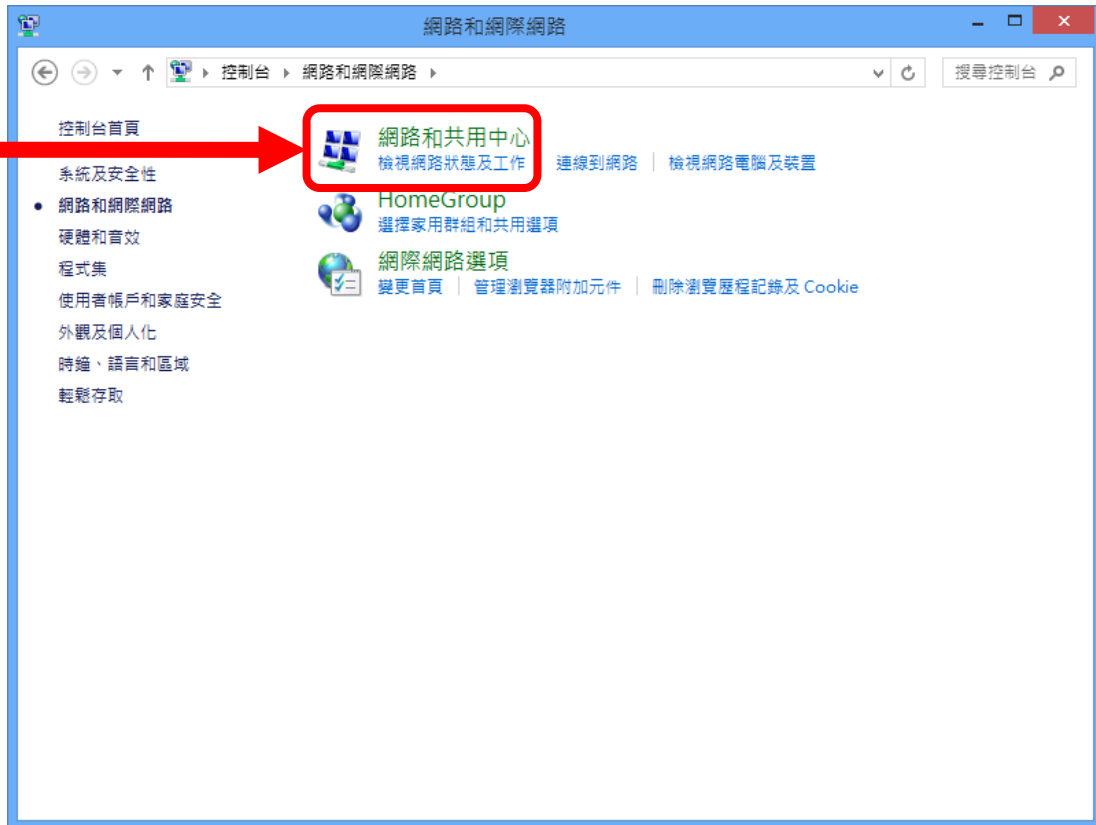 網路和網際網路
控制台 網路和網際網路
搜尋控制台
控制台首頁
系統及安全性
網路和網際網路
硬體和音效
程式集
使用者帳戶和家庭安全
外觀及個人化
時鐘、語言和區域
輕鬆存取
網路和共用中心
檢視網路狀態及工作 連線到網路 檢視網路電腦及裝置
HomeGroup
選擇家用群組和共用選項
網際網路選項
變更首頁 管理瀏覽器附加元件 刪除瀏覽歷程記錄及 Cookie